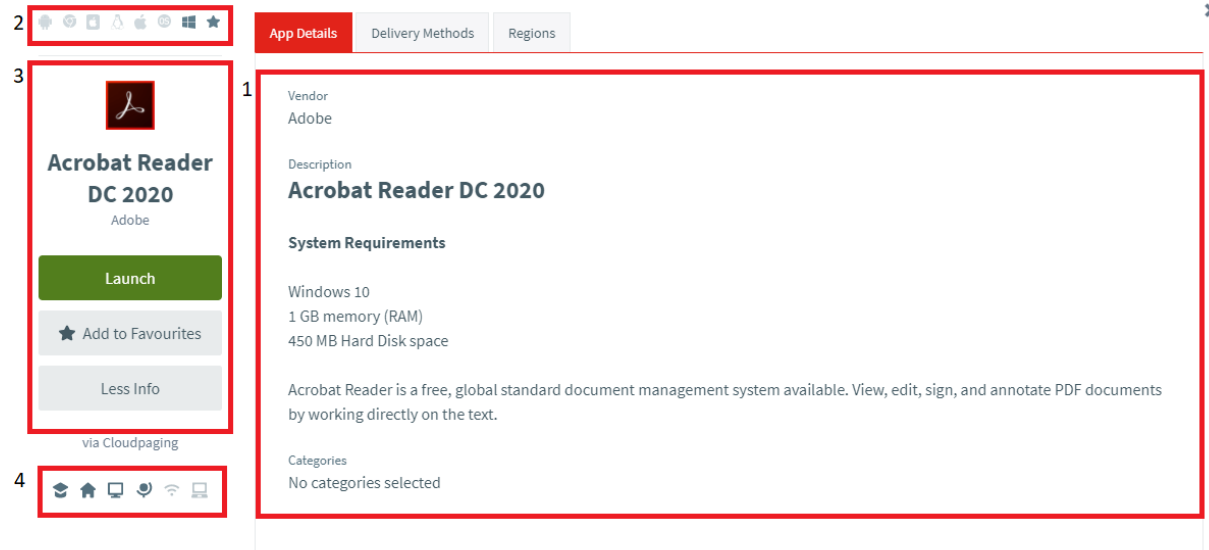 2
3
Acrobat Reader
DC 2020
Adobe
Launch
Add to Favourites
Less Info
via Cloudpaging
4
App Details
Delivery Methods
Regions
1
Vendor
Adobe
Description
Acrobat Reader DC 2020
System Requirements
Windows 10
1 GB memory (RAM)
450 MB Hard Disk space
Acrobat Reader is a free, global standard document management system available. View, edit, sign, and annotate PDF documents
by working directly on the text.
Categories
No categories selected